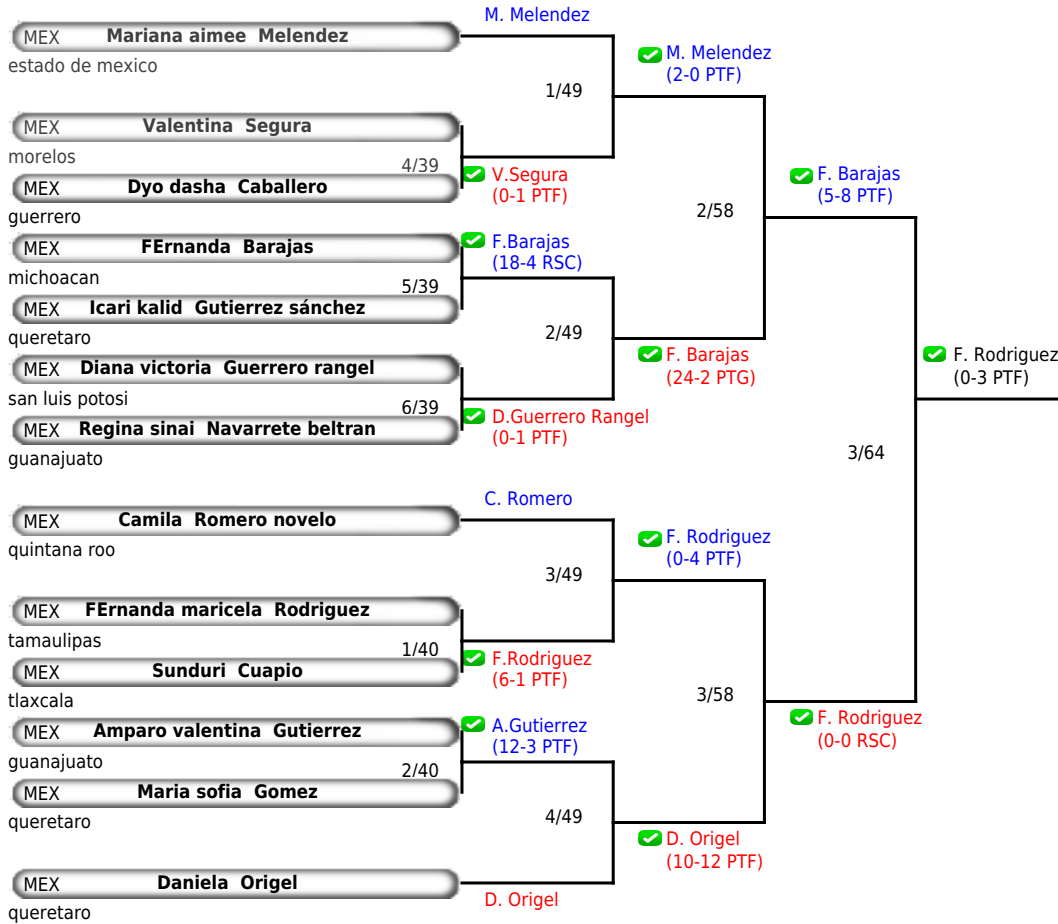 M. Melendez
MEX Mariana aimee Melendez
estado de mexico
M. Melendez
(2-0 PTF)
1/49
MEX Valentina Segura
morelos
4/39
V.Segura
(0-1 PTF)
MEX Dyo dasha Caballero
guerrero
F. Barajas
(5-8 PTF)
2/58
MEX FErnanda Barajas
michoacan
F.Barajas
(18-4 RSC)
5/39
MEX Icari kalid Gutierrez sánchez
queretaro
2/49
F. Barajas
(24-2 PTG)
MEX Diana victoria Guerrero rangel
san luis potosi
6/39
D.Guerrero Rangel
(0-1 PTF)
MEX Regina sinai Navarrete beltran
guanajuato
F. Rodriguez
(0-3 PTF)
3/64
C. Romero
MEX Camila Romero novelo
quintana roo
F. Rodriguez
(0-4 PTF)
3/49
MEX FErnanda maricela Rodriguez
tamaulipas
1/40
F.Rodriguez
(6-1 PTF)
MEX Sunduri Cuapio
tlaxcala
3/58
F. Rodriguez
(0-0 RSC)
MEX Amparo valentina Gutierrez
guanajuato
A.Gutierrez
(12-3 PTF)
2/40
MEX Maria sofia Gomez
queretaro
4/49
D. Origel
(10-12 PTF)
MEX Daniela Origel
queretaro
D. Origel